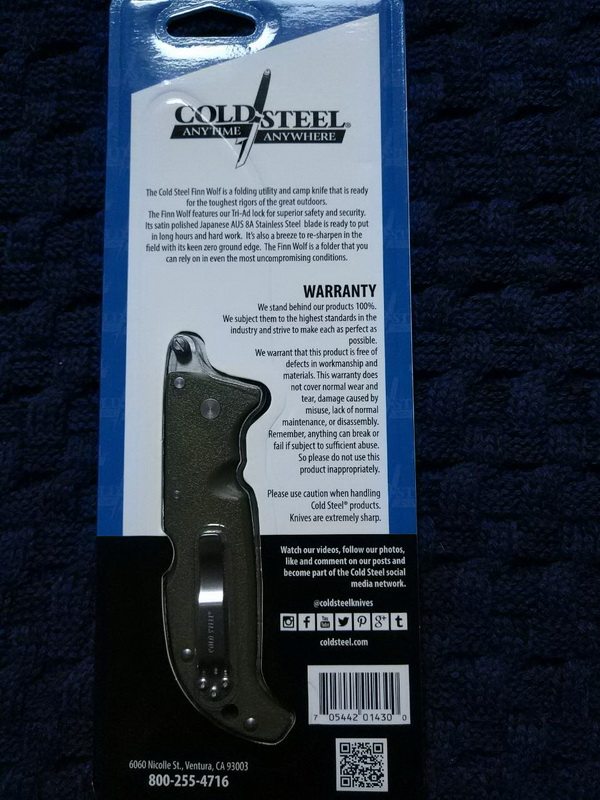 COLD STEEL®
ANYTIME ANYWHERE
The Cold Steel Finn Wolf is a folding utility and camp knife that is ready
for the toughest rigors of the great outdoors.
The Finn Wolf features our Tri-Ad lock for superior safety and security.
Its satin polished Japanese AUS 8A Stainless Steel blade is ready to put
in long hours and hard work. It's also a breeze to re-sharpen in the
field with its keen zero ground edge. The Finn Wolf is a folder that you
can rely on in even the most uncompromising conditions.
WARRANTY
We stand behind our products 100%.
We subject them to the highest standards in the
industry and strive to make each as perfect as
possible.
We warrant that this product is free of
defects in workmanship and
materials. This warranty does
not cover normal wear and
tear, damage caused by
misuse, lack of normal
maintenance, or disassembly.
Remember, anything can break or
fail if subject to sufficient abuse.
So please do not use this
product inappropriately.
Please use caution when handling
Cold Steel® products.
Knives are extremely sharp.
Watch our videos, follow our photos,
like and comment on our posts and
become part of the Cold Steel social
media network.
@coldsteelknives
f You Tube P g+ t
coldsteel.com
COLD STEEL®
7 05442 01430 0
6060 Nicolle St., Ventura, CA 93003
800-255-4716